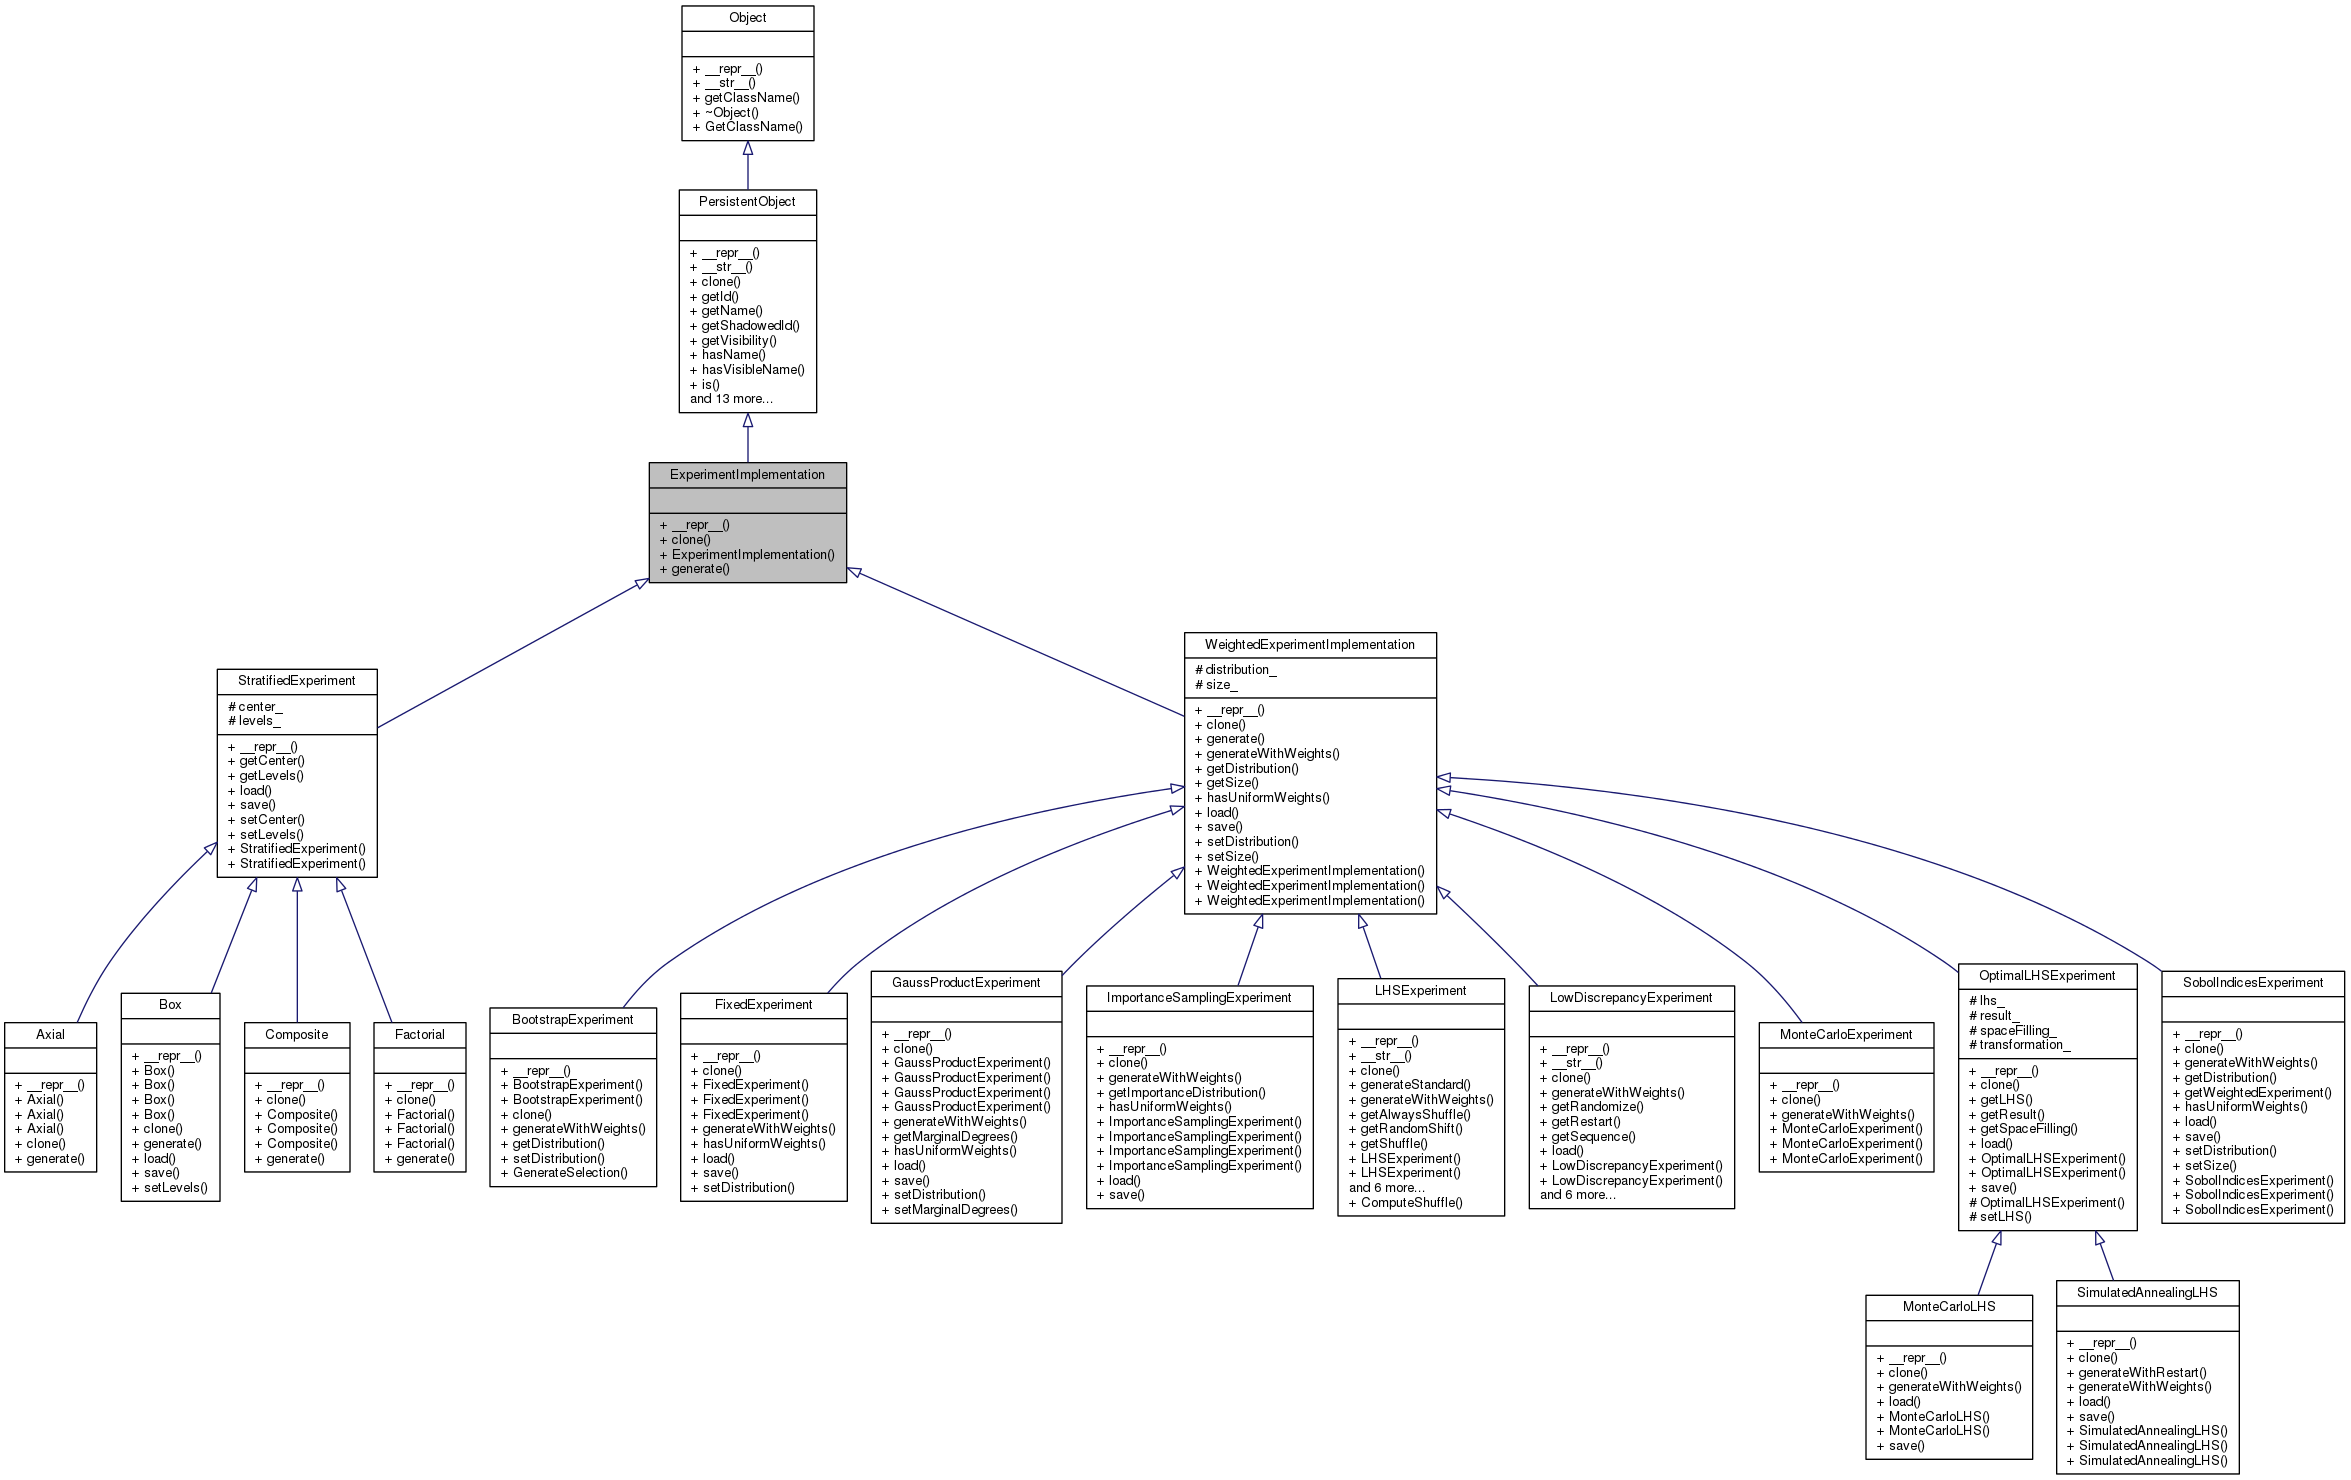 Object
+ __repr__()
+ __str__()
+ getClassName()
+ ~Object()
+ GetClassName()
PersistentObject
+ __repr__()
+ __str__()
+ clone()
+ getId()
+ getName()
+ getShadowedId()
+ getVisibility()
+ hasName()
+ hasVisibleName()
+ is()
and 13 more...
ExperimentImplementation
+ __repr__()
+ clone()
+ ExperimentImplementation()
+ generate()
StratifiedExperiment
# center_
# levels_
+ __repr__()
+ getCenter()
+ getLevels()
+ load()
+ save()
+ setCenter()
+ setLevels()
+ StratifiedExperiment()
+ StratifiedExperiment()
WeightedExperimentImplementation
# distribution_
# size_
+ __repr__()
+ clone()
+ generate()
+ generateWithWeights()
+ getDistribution()
+ getSize()
+ hasUniformWeights()
+ load()
+ save()
+ setDistribution()
+ setSize()
+ WeightedExperimentImplementation()
+ WeightedExperimentImplementation()
+ WeightedExperimentImplementation()
Axial
+ __repr__()
+ Axial()
+ Axial()
+ Axial()
+ clone()
+ generate()
Box
+ __repr__()
+ Box()
+ Box()
+ Box()
+ Box()
+ clone()
+ generate()
+ load()
+ save()
+ setLevels()
Composite
+ __repr__()
+ clone()
+ Composite()
+ Composite()
+ Composite()
+ generate()
Factorial
+ __repr__()
+ clone()
+ Factorial()
+ Factorial()
+ Factorial()
+ generate()
BootstrapExperiment
+ __repr__()
+ BootstrapExperiment()
+ BootstrapExperiment()
+ clone()
+ generateWithWeights()
+ getDistribution()
+ setDistribution()
+ GenerateSelection()
FixedExperiment
+ __repr__()
+ clone()
+ FixedExperiment()
+ FixedExperiment()
+ FixedExperiment()
+ generateWithWeights()
+ hasUniformWeights()
+ load()
+ save()
+ setDistribution()
GaussProductExperiment
+ __repr__()
+ clone()
+ GaussProductExperiment()
+ GaussProductExperiment()
+ GaussProductExperiment()
+ GaussProductExperiment()
+ generateWithWeights()
+ getMarginalDegrees()
+ hasUniformWeights()
+ load()
+ save()
+ setDistribution()
+ setMarginalDegrees()
ImportanceSamplingExperiment
+ __repr__()
+ clone()
+ generateWithWeights()
+ getImportanceDistribution()
+ hasUniformWeights()
+ ImportanceSamplingExperiment()
+ ImportanceSamplingExperiment()
+ ImportanceSamplingExperiment()
+ ImportanceSamplingExperiment()
+ load()
+ save()
LHSExperiment
+ __repr__()
+ __str__()
+ clone()
+ generateStandard()
+ generateWithWeights()
+ getAlwaysShuffle()
+ getRandomShift()
+ getShuffle()
+ LHSExperiment()
+ LHSExperiment()
and 6 more...
+ ComputeShuffle()
LowDiscrepancyExperiment
+ __repr__()
+ __str__()
+ clone()
+ generateWithWeights()
+ getRandomize()
+ getRestart()
+ getSequence()
+ load()
+ LowDiscrepancyExperiment()
+ LowDiscrepancyExperiment()
and 6 more...
MonteCarloExperiment
+ __repr__()
+ clone()
+ generateWithWeights()
+ MonteCarloExperiment()
+ MonteCarloExperiment()
+ MonteCarloExperiment()
OptimalLHSExperiment
# lhs_
# result_
# spaceFilling_
# transformation_
+ __repr__()
+ clone()
+ getLHS()
+ getResult()
+ getSpaceFilling()
+ load()
+ OptimalLHSExperiment()
+ OptimalLHSExperiment()
+ save()
# OptimalLHSExperiment()
# setLHS()
SobolIndicesExperiment
+ __repr__()
+ clone()
+ generateWithWeights()
+ getDistribution()
+ getWeightedExperiment()
+ hasUniformWeights()
+ load()
+ save()
+ setDistribution()
+ setSize()
+ SobolIndicesExperiment()
+ SobolIndicesExperiment()
+ SobolIndicesExperiment()
MonteCarloLHS
+ __repr__()
+ clone()
+ generateWithWeights()
+ load()
+ MonteCarloLHS()
+ MonteCarloLHS()
+ save()
SimulatedAnnealingLHS
+ __repr__()
+ clone()
+ generateWithRestart()
+ generateWithWeights()
+ load()
+ save()
+ SimulatedAnnealingLHS()
+ SimulatedAnnealingLHS()
+ SimulatedAnnealingLHS()